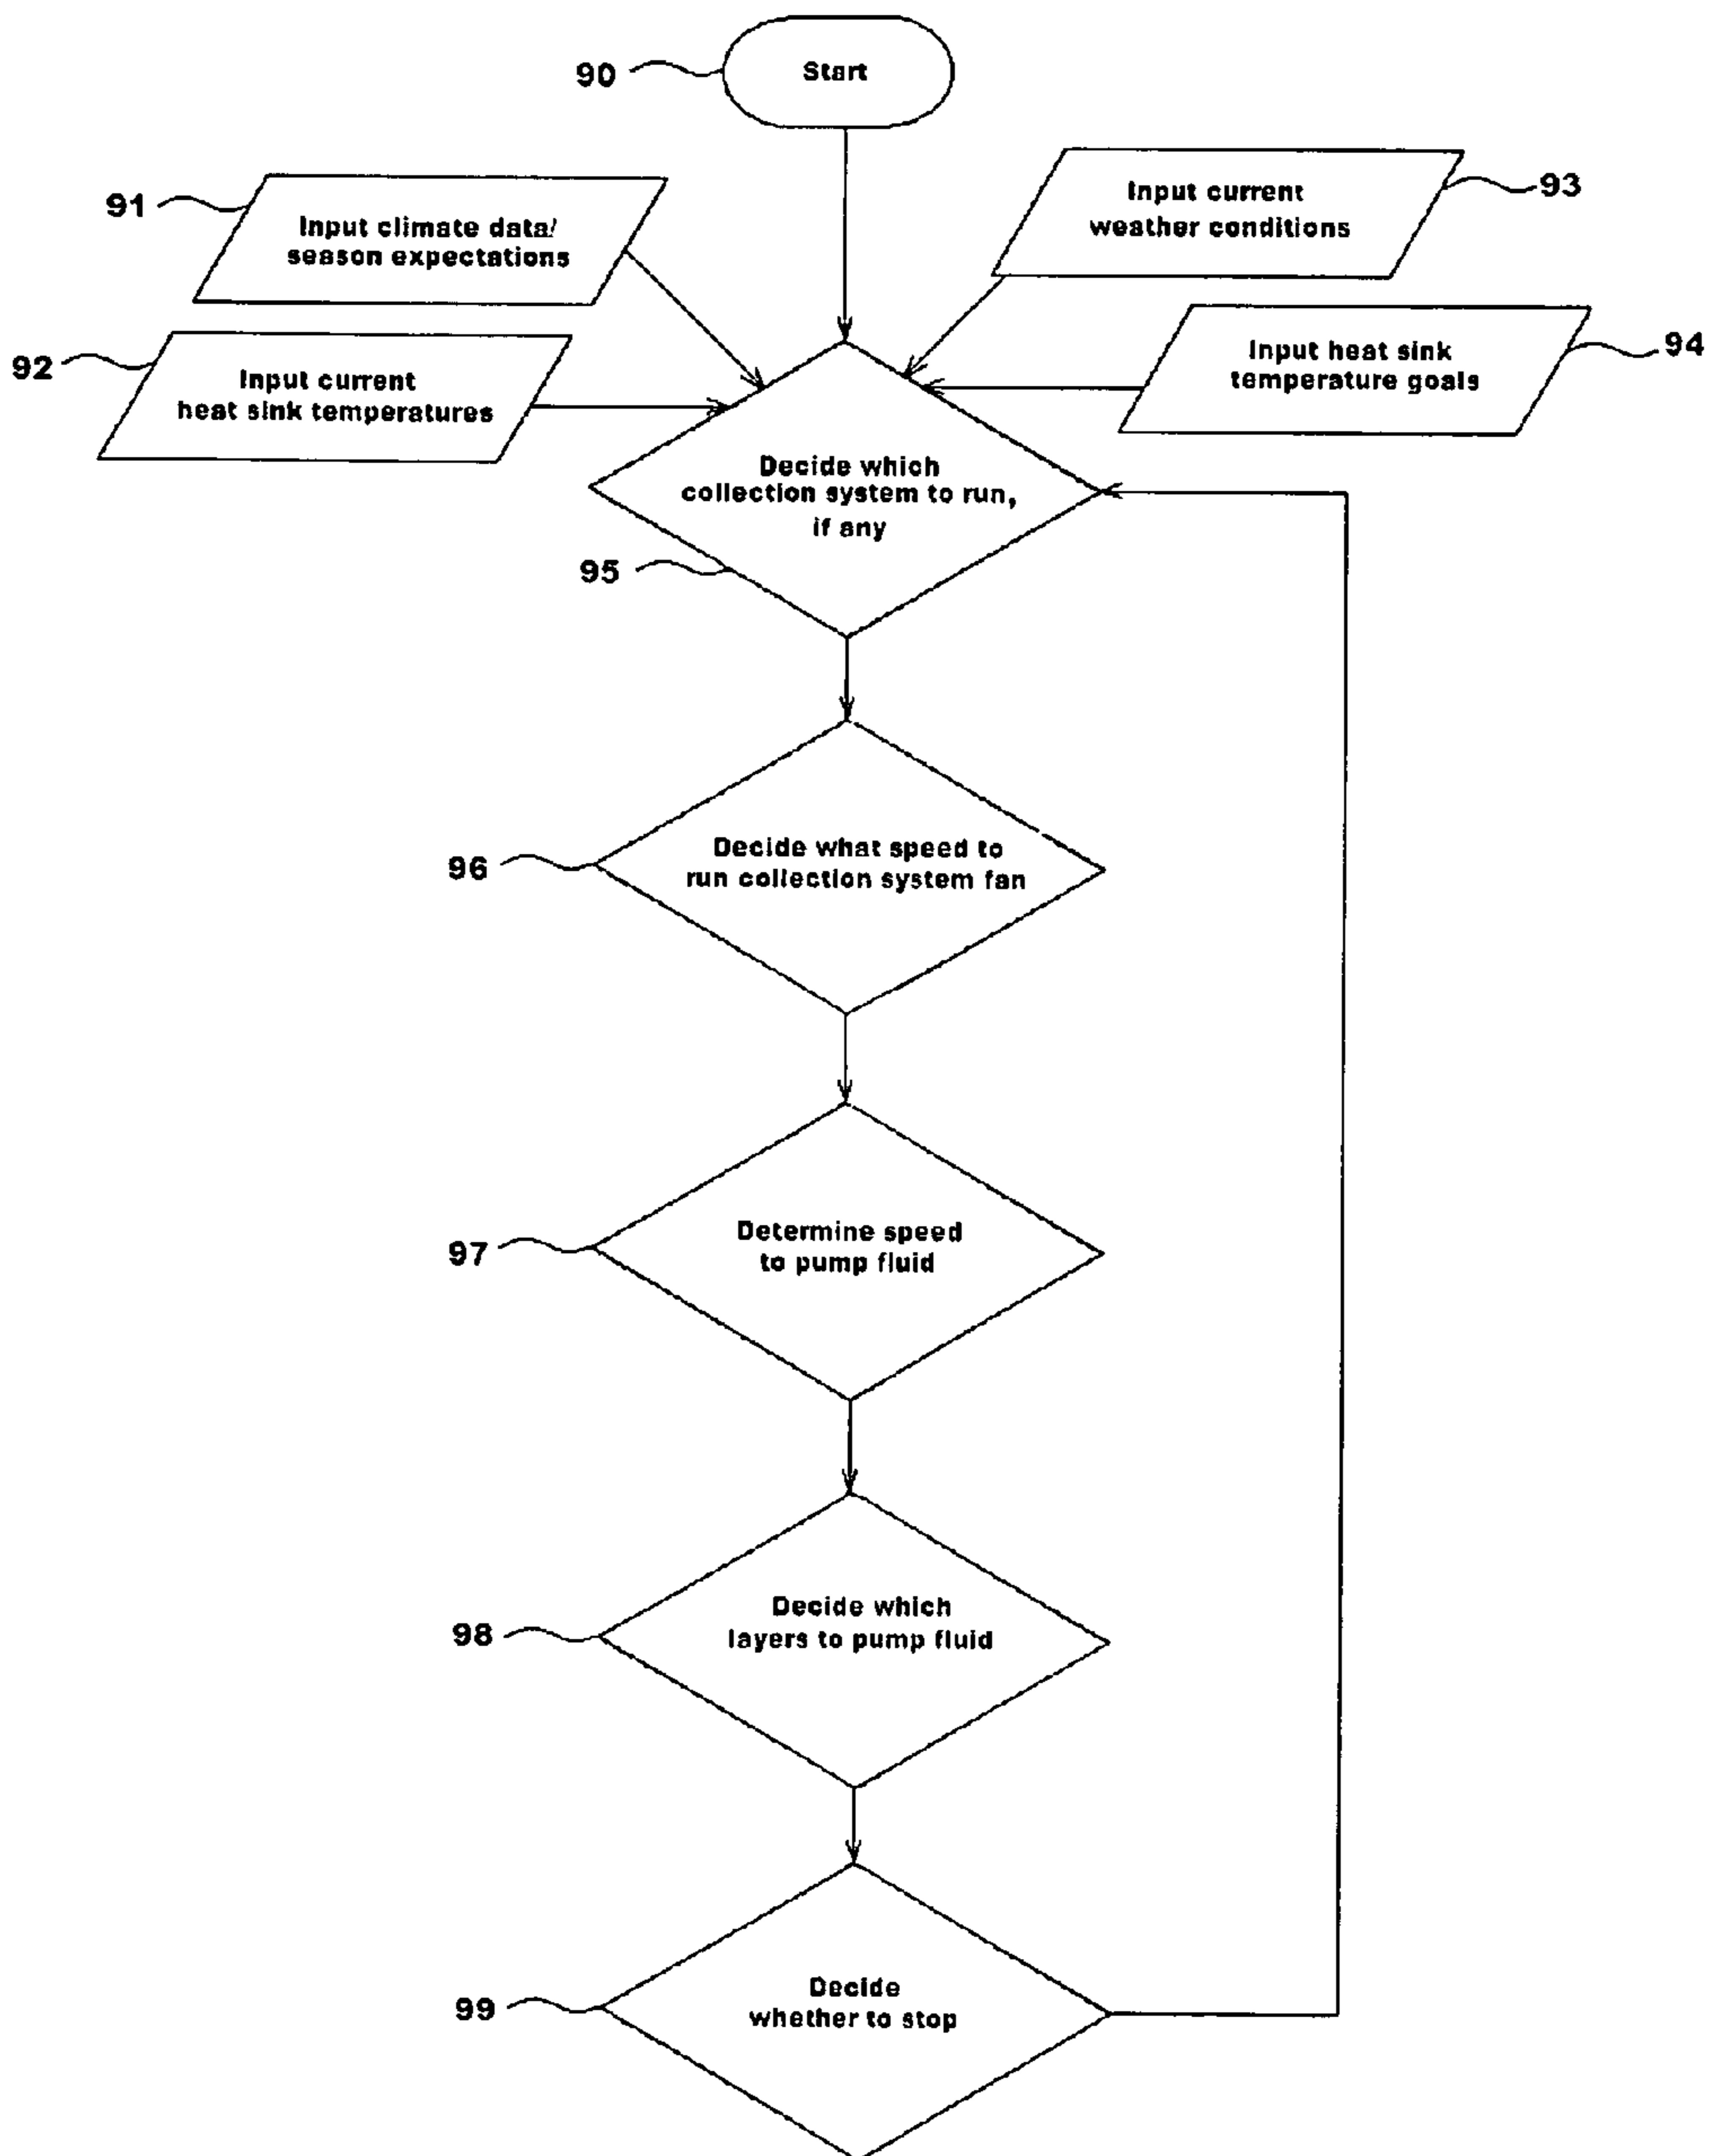 90
Start
91
Input climate data/
season expectations
Input current
weather conditions
93
92
Input current
heat sink temperatures
Input heat sink
temperature goals
94
Decide which
collection system to run,
if any
95
96
Decide what speed to
run collection system fan
97
Determine speed
to pump fluid
98
Decide which
layers to pump fluid
99
Decide
whether to stop